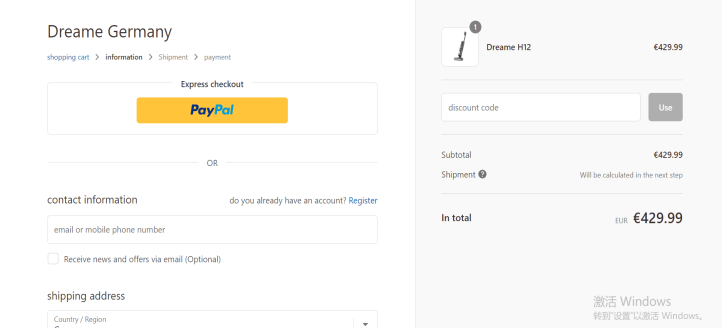 Dreame Germany
shopping cart > information > Shipment > payment
Express checkout
PayPal
OR
contact information do you already have an account? Register
email or mobile phone number
Receive news and offers via email (Optional)
shipping address
Country / Region
1
Dreame H12 €429.99
discount code Use
Subtotal €429.99
Shipment ? Will be calculated in the next step
In total EUR €429.99
激活 Windows
转到"设置"以激活 Windows。